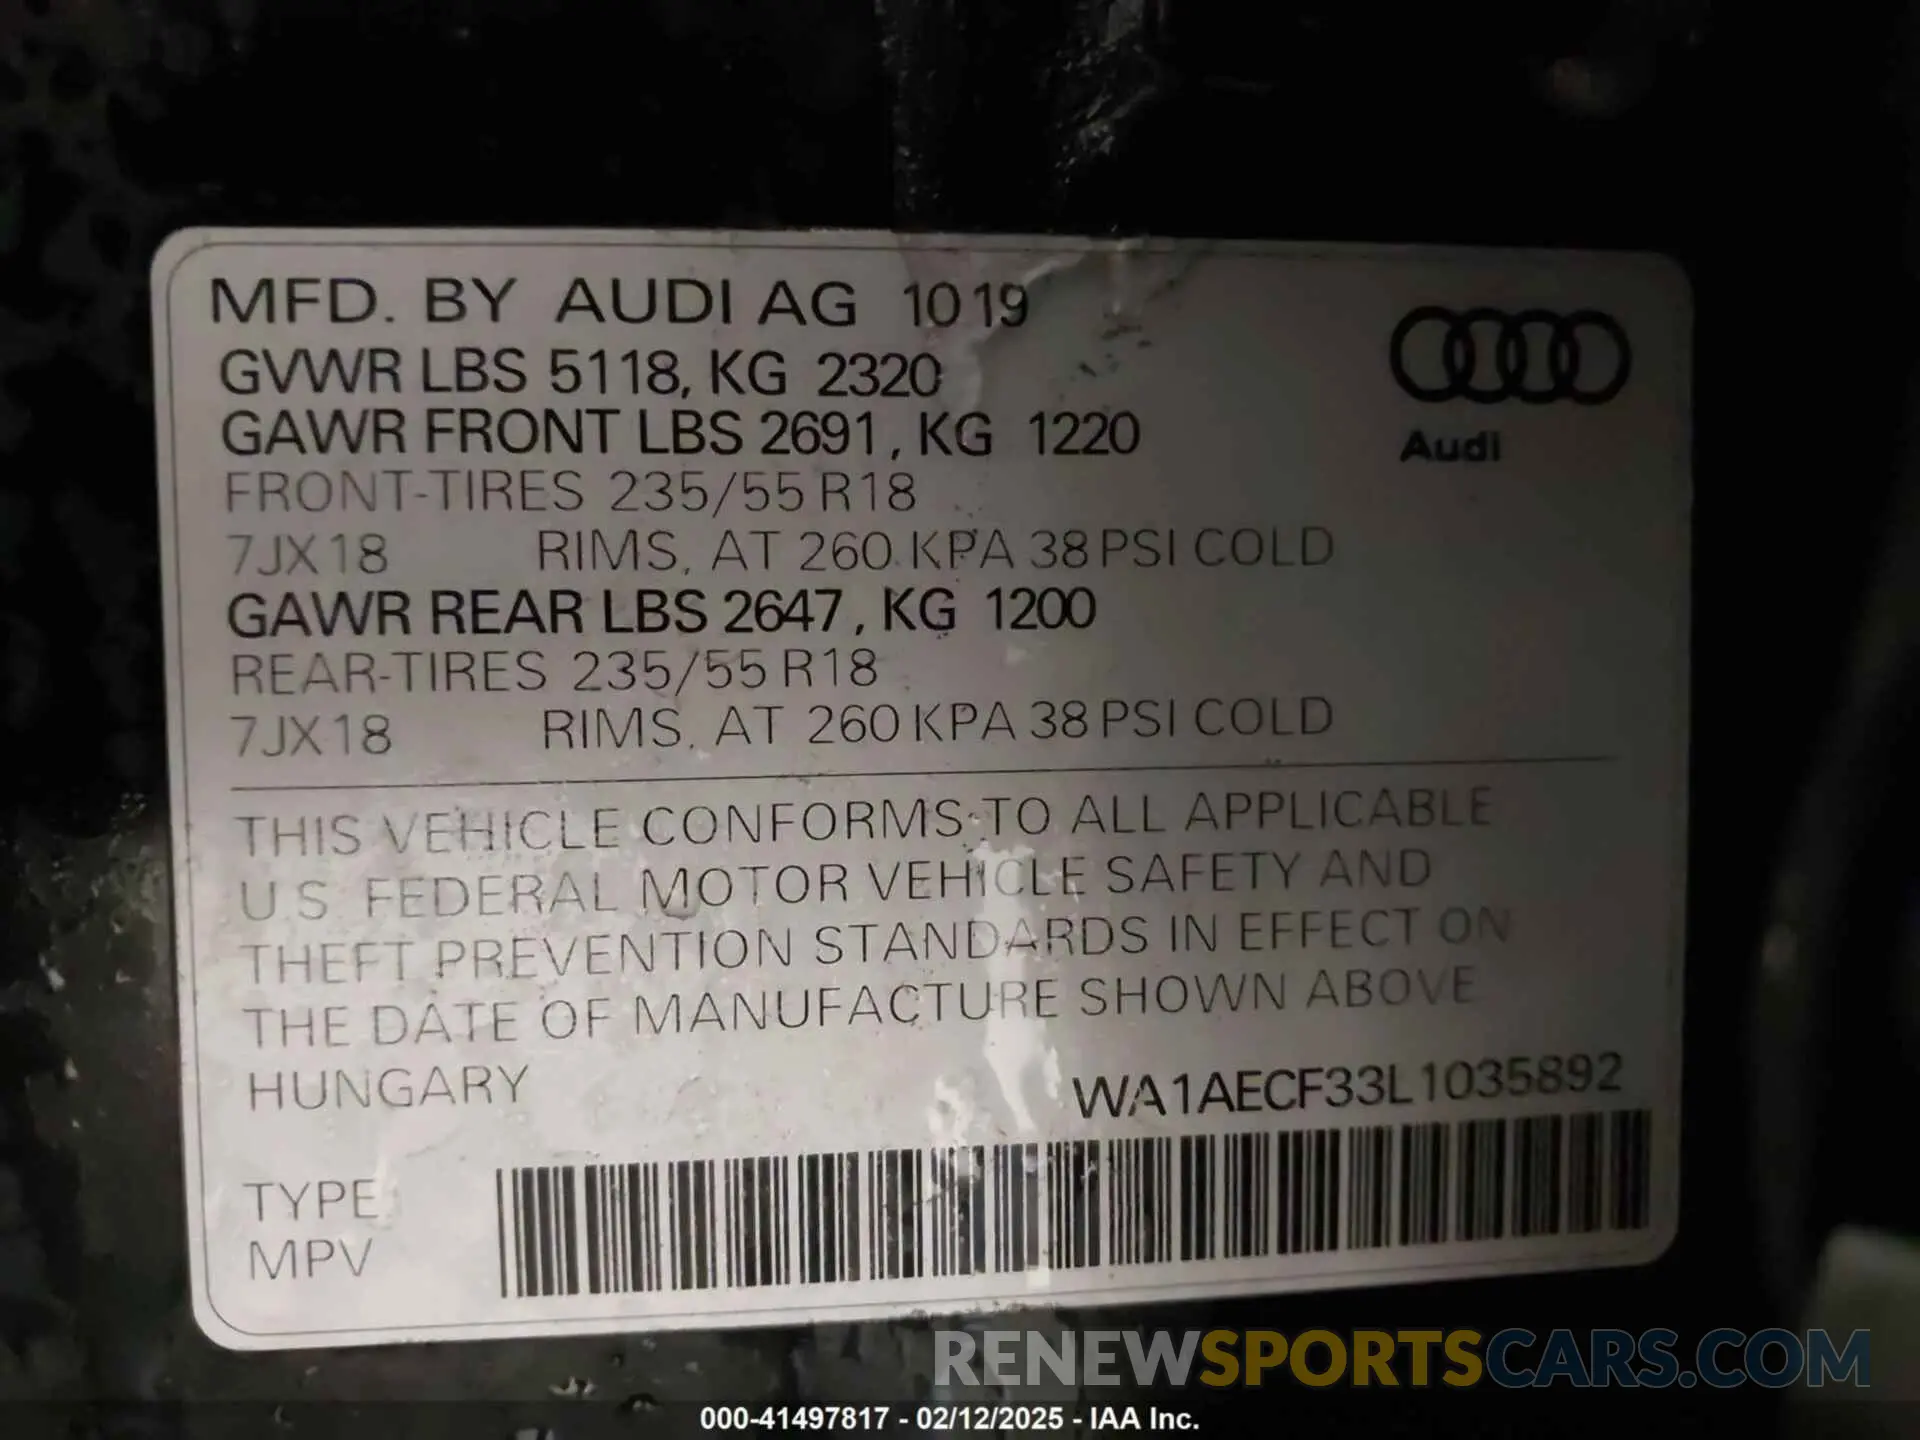 MFD. BY AUDI AG 10 19
GVWR LBS 5118, KG 2320
GAWR FRONT LBS 2691, KG 1220
FRONT-TIRES 235/55 R18
7JX18 RIMS, AT 260 KPA 38 PSI COLD
GAWR REAR LBS 2647, KG 1200
REAR-TIRES 235/55 R18
7JX18 RIMS, AT 260 KPA 38 PSI COLD
Audi
THIS VEHICLE CONFORMS TO ALL APPLICABLE
U.S. FEDERAL MOTOR VEHICLE SAFETY AND
THEFT PREVENTION STANDARDS IN EFFECT ON
THE DATE OF MANUFACTURE SHOWN ABOVE
HUNGARY
WA1AECF33L1035892
TYPE
MPV
RENEWSPORTSCARS.COM
000-41497817 - 02/12/2025 - IAA Inc.